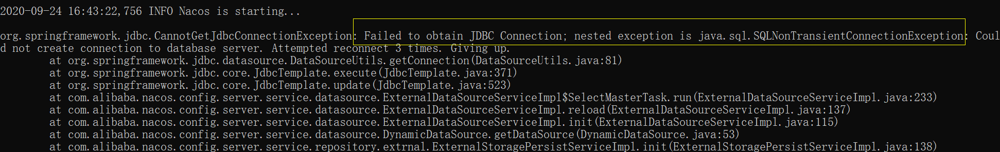 2020-09-24 16:43:22,756 INFO Nacos is starting...
org.springframework.jdbc.CannotGetJdbcConnectionException: Failed to obtain JDBC Connection; nested exception is java.sql.SQLNonTransientConnectionException: Coul
d not create connection to database server. Attempted reconnect 3 times. Giving up.
at org.springframework.jdbc.datasource.DataSourceUtils.getConnection(DataSourceUtils.java:81)
at org.springframework.jdbc.core.JdbcTemplate.execute(JdbcTemplate.java:371)
at org.springframework.jdbc.core.JdbcTemplate.update(JdbcTemplate.java:523)
at com.alibaba.nacos.config.server.service.datasource.ExternalDataSourceServiceImpl$SelectMasterTask.run(ExternalDataSourceServiceImpl.java:233)
at com.alibaba.nacos.config.server.service.datasource.ExternalDataSourceServiceImpl.reload(ExternalDataSourceServiceImpl.java:137)
at com.alibaba.nacos.config.server.service.datasource.ExternalDataSourceServiceImpl.init(ExternalDataSourceServiceImpl.java:115)
at com.alibaba.nacos.config.server.service.datasource.DynamicDataSource.getDataSource(DynamicDataSource.java:53)
at com.alibaba.nacos.config.server.service.repository.extrnal.ExternalStoragePersistServiceImpl.init(ExternalStoragePersistServiceImpl.java:138)